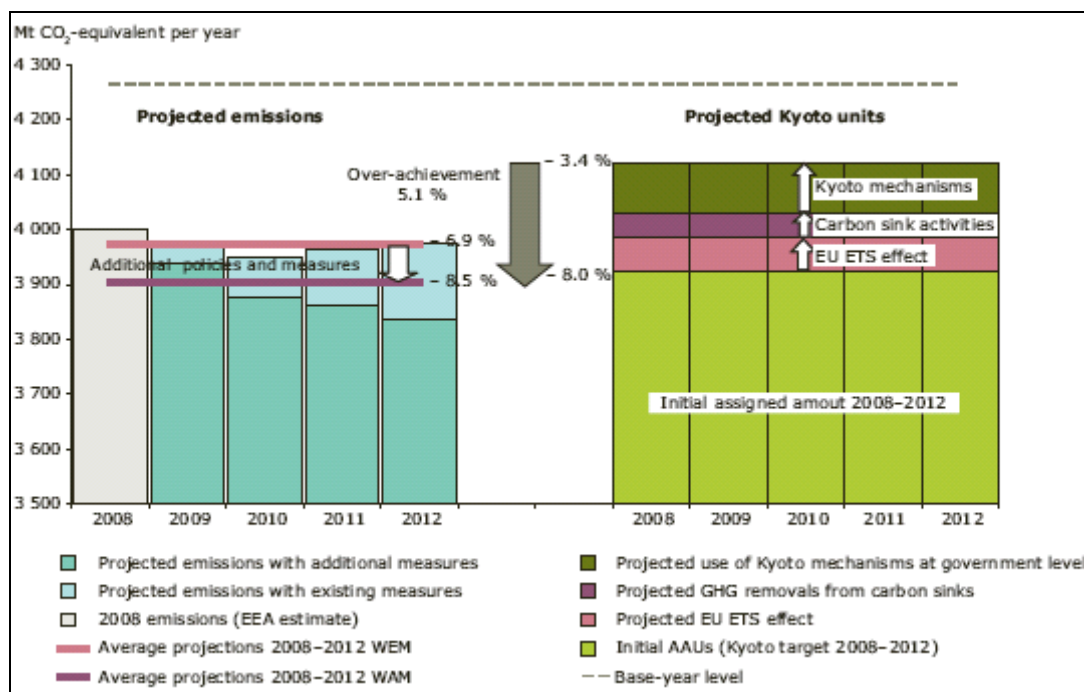 Mt CO₂-equivalent per year
4 300
4 200
4 100
4 000
3 900
3 800
3 700
3 600
3 500
Projected emissions
Projected Kyoto units
Over-achievement
5.1 %
– 3.4 %
– 6.9 %
– 8.5 %
– 8.0 %
Additional policies and measures
Kyoto mechanisms
Carbon sink activities
EU ETS effect
Initial assigned amout 2008–2012
2008 2009 2010 2011 2012
2008 2009 2010 2011 2012
Projected emissions with additional measures
Projected emissions with existing measures
2008 emissions (EEA estimate)
Average projections 2008–2012 WEM
Average projections 2008–2012 WAM
Projected use of Kyoto mechanisms at government level
Projected GHG removals from carbon sinks
Projected EU ETS effect
Initial AAUs (Kyoto target 2008–2012)
Base-year level